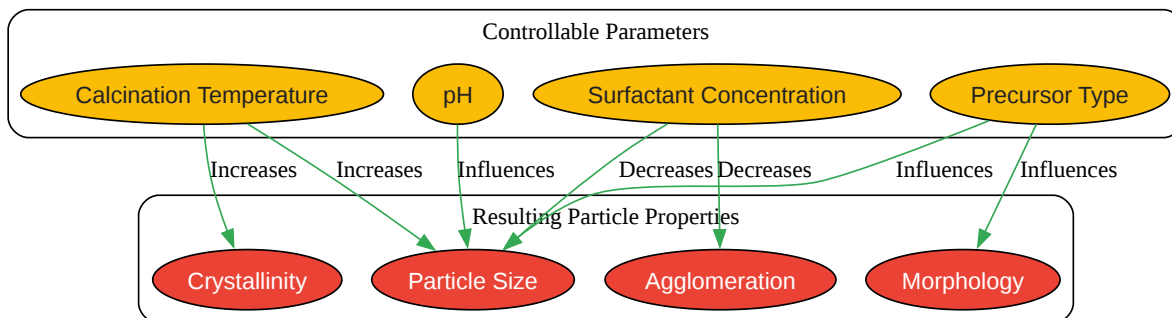 Controllable Parameters
Calcination Temperature
pH
Surfactant Concentration
Precursor Type
Increases
Increases
Influences
Decreases
Decreases
Influences
Influences
Resulting Particle Properties
Crystallinity
Particle Size
Agglomeration
Morphology